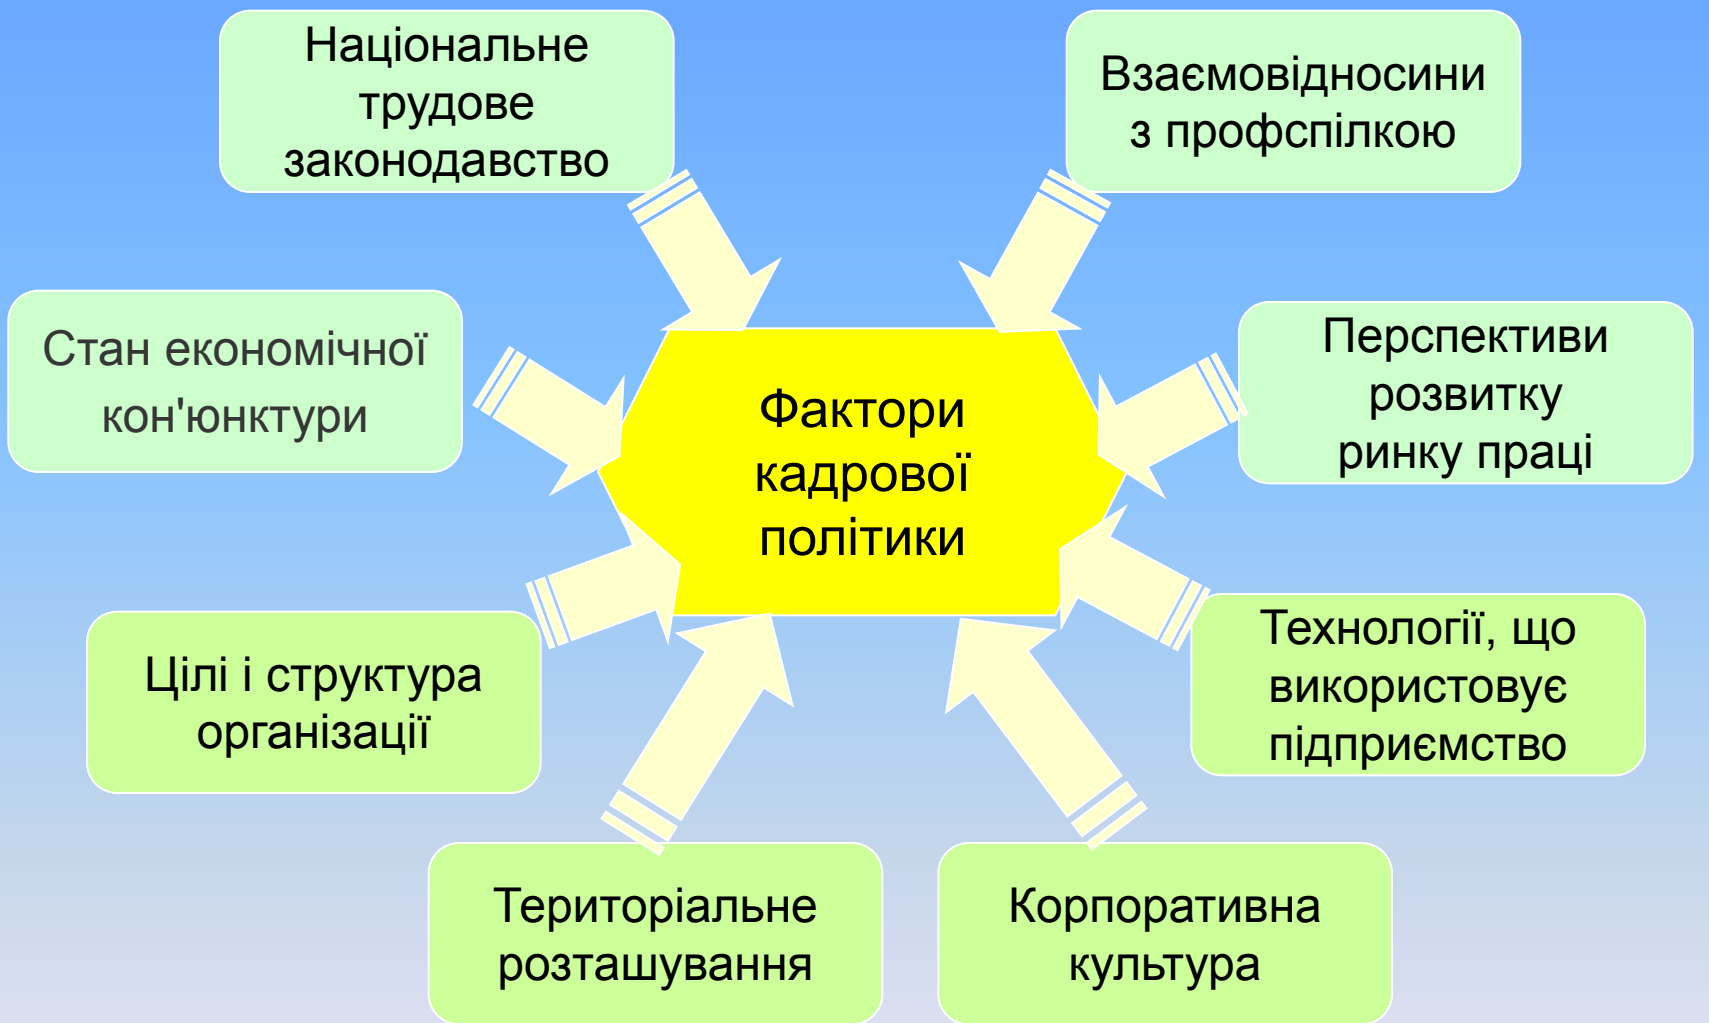 Національне
трудове
законодавство
Взаємовідносини
з профспілкою
Стан економічної
кон'юнктури
Перспективи
розвитку
ринку праці
Фактори
кадрової
політики
Цілі і структура
організації
Технології, що
використовує
підприємство
Територіальне
розташування
Корпоративна
культура